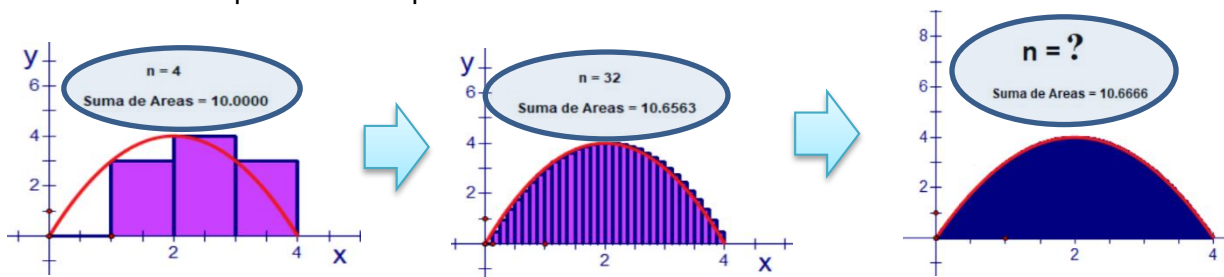 y
n = 4
Suma de Areas = 10.0000
6
4
2
2
4
x
y
n = 32
Suma de Areas = 10.6563
6
4
2
2
4
x
8
n = ?
Suma de Areas = 10.6666
6
4
2
2
4